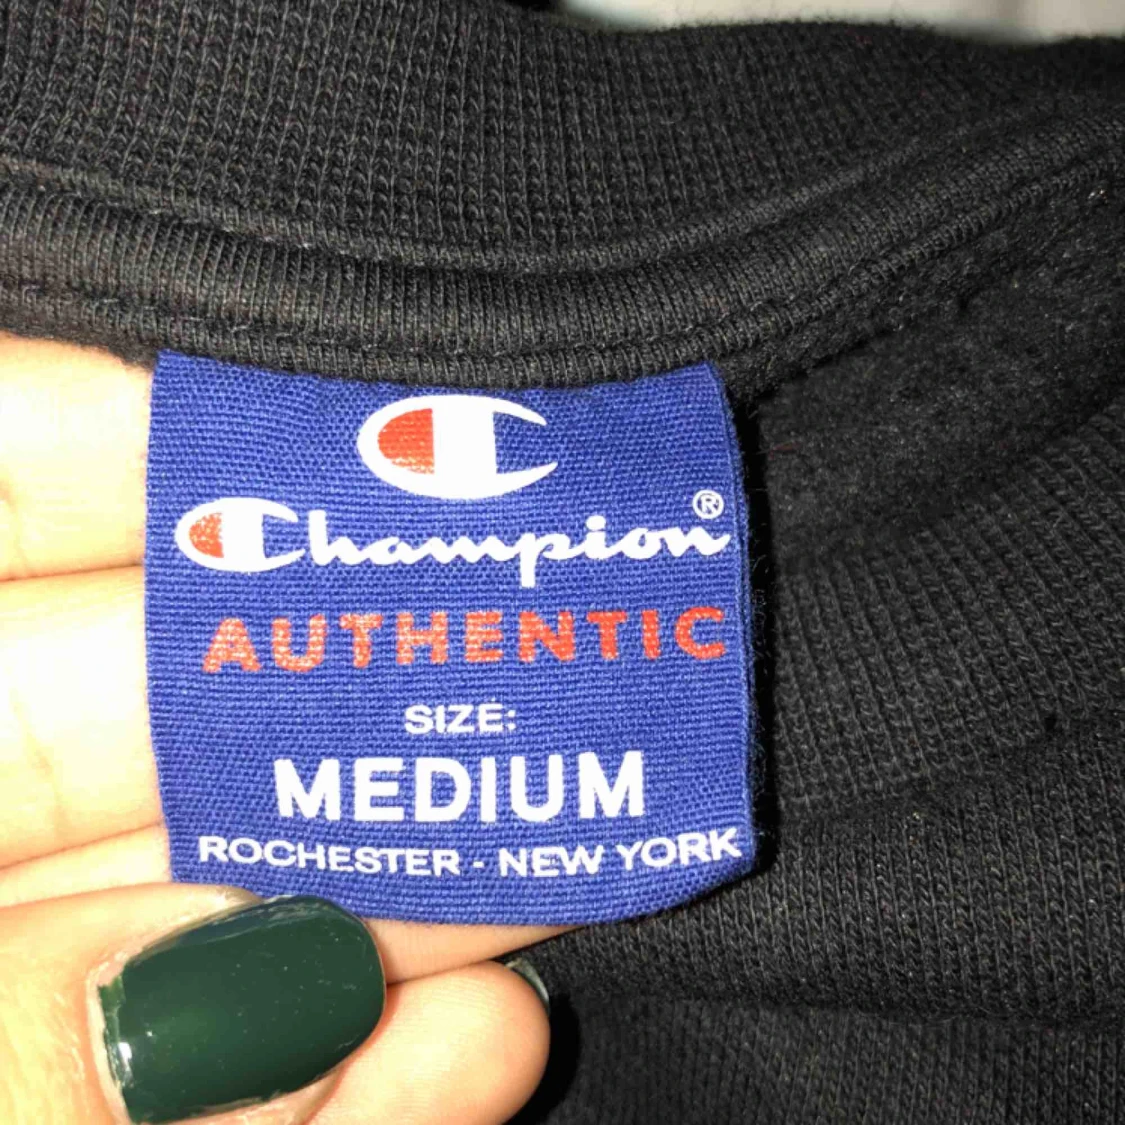 Champion®
AUTHENTIC
SIZE:
MEDIUM
ROCHESTER - NEW YORK